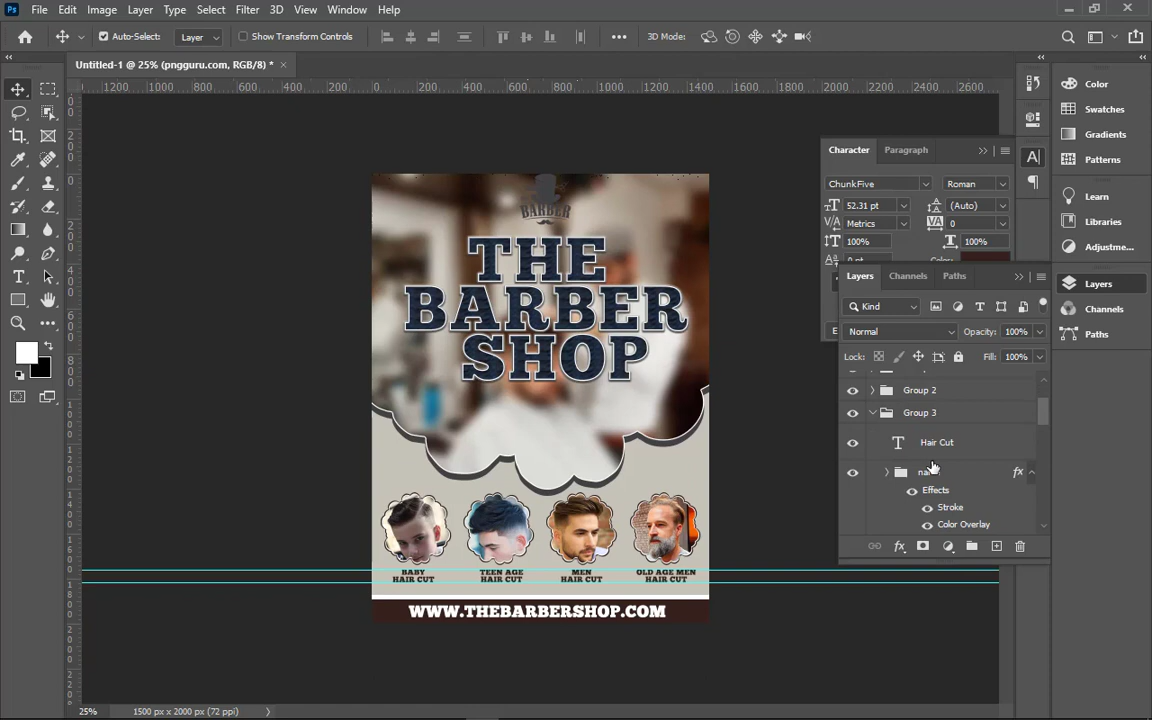 Ps File Edit Image Layer Type Select Filter 3D View Window Help
Auto-Select: Layer Show Transform Controls 3D Mode:
Untitled-1 @ 25% (pngguru.com, RGB/8) * ×
1200 1000 800 600 400 200 0 200 400 600 800 1000 1200 1400 1600 2000 2200 2400 2600
Color
Swatches
Gradients
Patterns
Learn
Libraries
Adjustme...
Layers
Channels
Paths
Character Paragraph
ChunkFive Roman
52.31 pt (Auto)
Metrics 0
100% 100%
0 pt Color:
Layers Channels Paths
Kind
Normal Opacity: 100%
Lock: Fill: 100%
Group 2
Group 3
Hair Cut
fx
Effects
Stroke
Color Overlay
BARBER
THE
BARBER
SHOP
BABY
HAIR CUT
TEEN AGE
HAIR CUT
MEN
HAIR CUT
OLD AGE MEN
HAIR CUT
WWW.THEBARBERSHOP.COM
25% 1500 px x 2000 px (72 ppi)